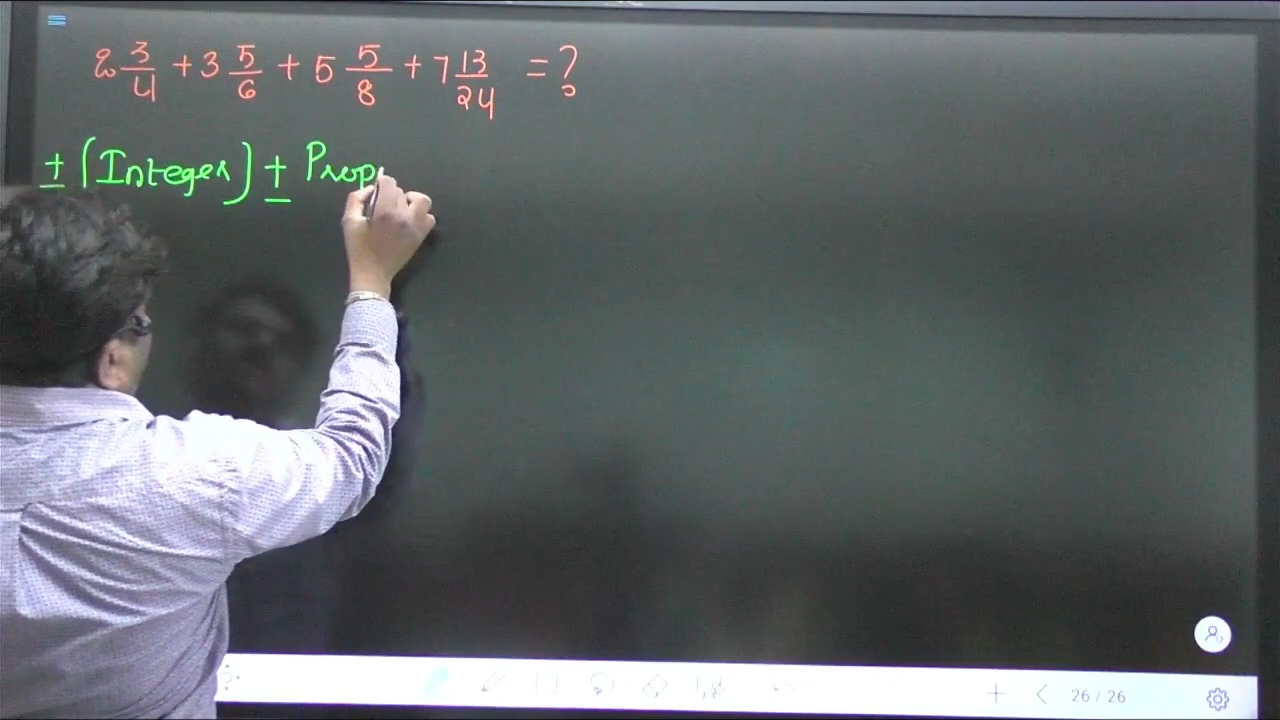 2 3/4 + 3 5/6 + 5 5/8 + 7 13/24 = ?
± (Integer) ± Prop
26 / 26